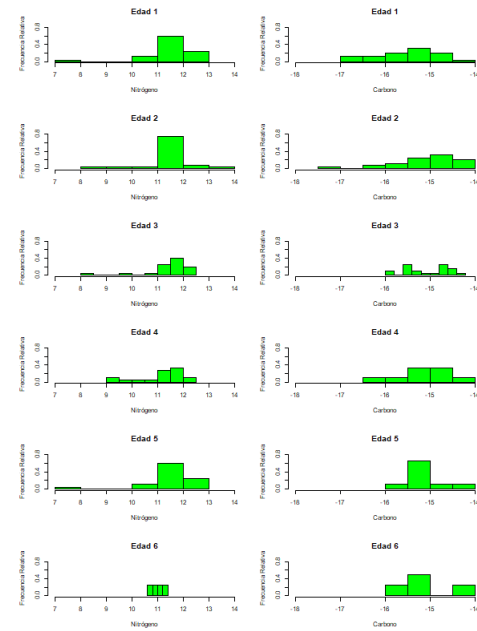 Edad 1
Frecuencia Relativa
0.0 0.4 0.8
7 8 9 10 11 12 13 14
Nitrógeno
Edad 1
Frecuencia Relativa
0.0 0.4 0.8
-18 -17 -16 -15 -14
Carbono
Edad 2
Frecuencia Relativa
0.0 0.4 0.8
7 8 9 10 11 12 13 14
Nitrógeno
Edad 2
Frecuencia Relativa
0.0 0.4 0.8
-18 -17 -16 -15 -14
Carbono
Edad 3
Frecuencia Relativa
0.0 0.4 0.8
7 8 9 10 11 12 13 14
Nitrógeno
Edad 3
Frecuencia Relativa
0.0 0.4 0.8
-18 -17 -16 -15 -14
Carbono
Edad 4
Frecuencia Relativa
0.0 0.4 0.8
7 8 9 10 11 12 13 14
Nitrógeno
Edad 4
Frecuencia Relativa
0.0 0.4 0.8
-18 -17 -16 -15 -14
Carbono
Edad 5
Frecuencia Relativa
0.0 0.4 0.8
7 8 9 10 11 12 13 14
Nitrógeno
Edad 5
Frecuencia Relativa
0.0 0.4 0.8
-18 -17 -16 -15 -14
Carbono
Edad 6
Frecuencia Relativa
0.0 0.4 0.8
7 8 9 10 11 12 13 14
Nitrógeno
Edad 6
Frecuencia Relativa
0.0 0.4 0.8
-18 -17 -16 -15 -14
Carbono